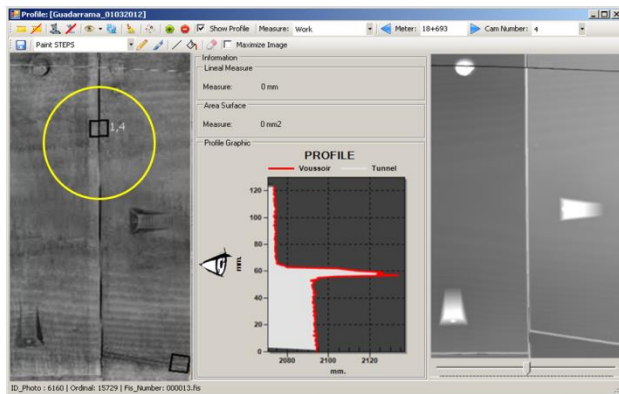 Profile: [Guadarrama_01032012]
Show Profile Measure: Work Meter: 18+693 Cam Number: 4
Paint STEPS Maximize Image
Information
Lineal Measure
Measure: 0 mm
Area Surface
Measure: 0 mm2
Profile Graphic
PROFILE
Voussoir Tunnel
1,4
120
100
80
60
40
20
0
mm.
2080 2100 2120
mm.
ID_Photo : 6160 | Ordinal: 15729 | Fis_Number: 000013.fis